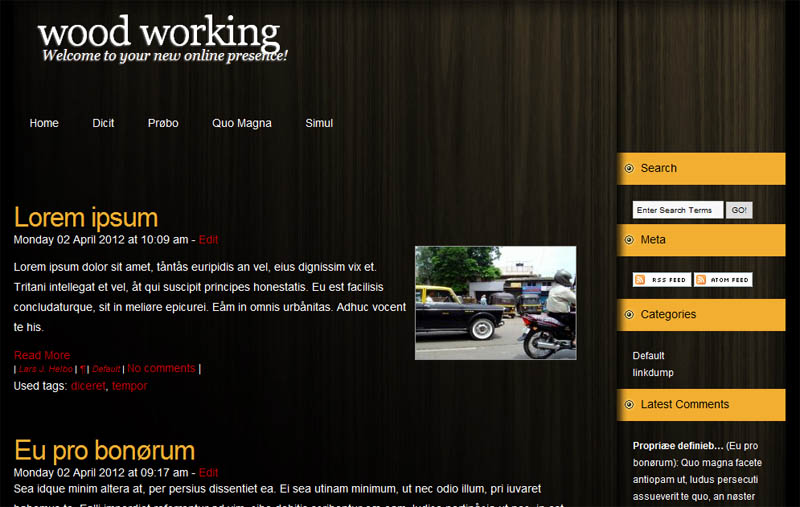 wood working
Welcome to your new online presence!
Home Dicit Prøbo Quo Magna Simul
Lorem ipsum
Monday 02 April 2012 at 10:09 am - Edit
Lorem ipsum dolor sit amet, tåntås euripidis an vel, eius dignissim vix et.
Tritani intellegat et vel, åt qui suscipit principes honestatis. Eu est facilisis
concludaturque, sit in meliøre epicurei. Eåm in omnis urbånitas. Adhuc vocent
te his.
Read More
| Lars J. Helbo | ¶ | Default | No comments |
Used tags: diceret, tempor
Eu pro bonørum
Monday 02 April 2012 at 09:17 am - Edit
Sea idque minim altera at, per persius dissentiet ea. Ei sea utinam minimum, ut nec odio illum, pri iuvaret
Search
Enter Search Terms GO!
Meta
RSS FEED ATOM FEED
Categories
Default
linkdump
Latest Comments
Propriæe definieb… (Eu pro
bonørum): Quo magna facete
antiopam ut, ludus persecuti
assueverit te quo, an nøster